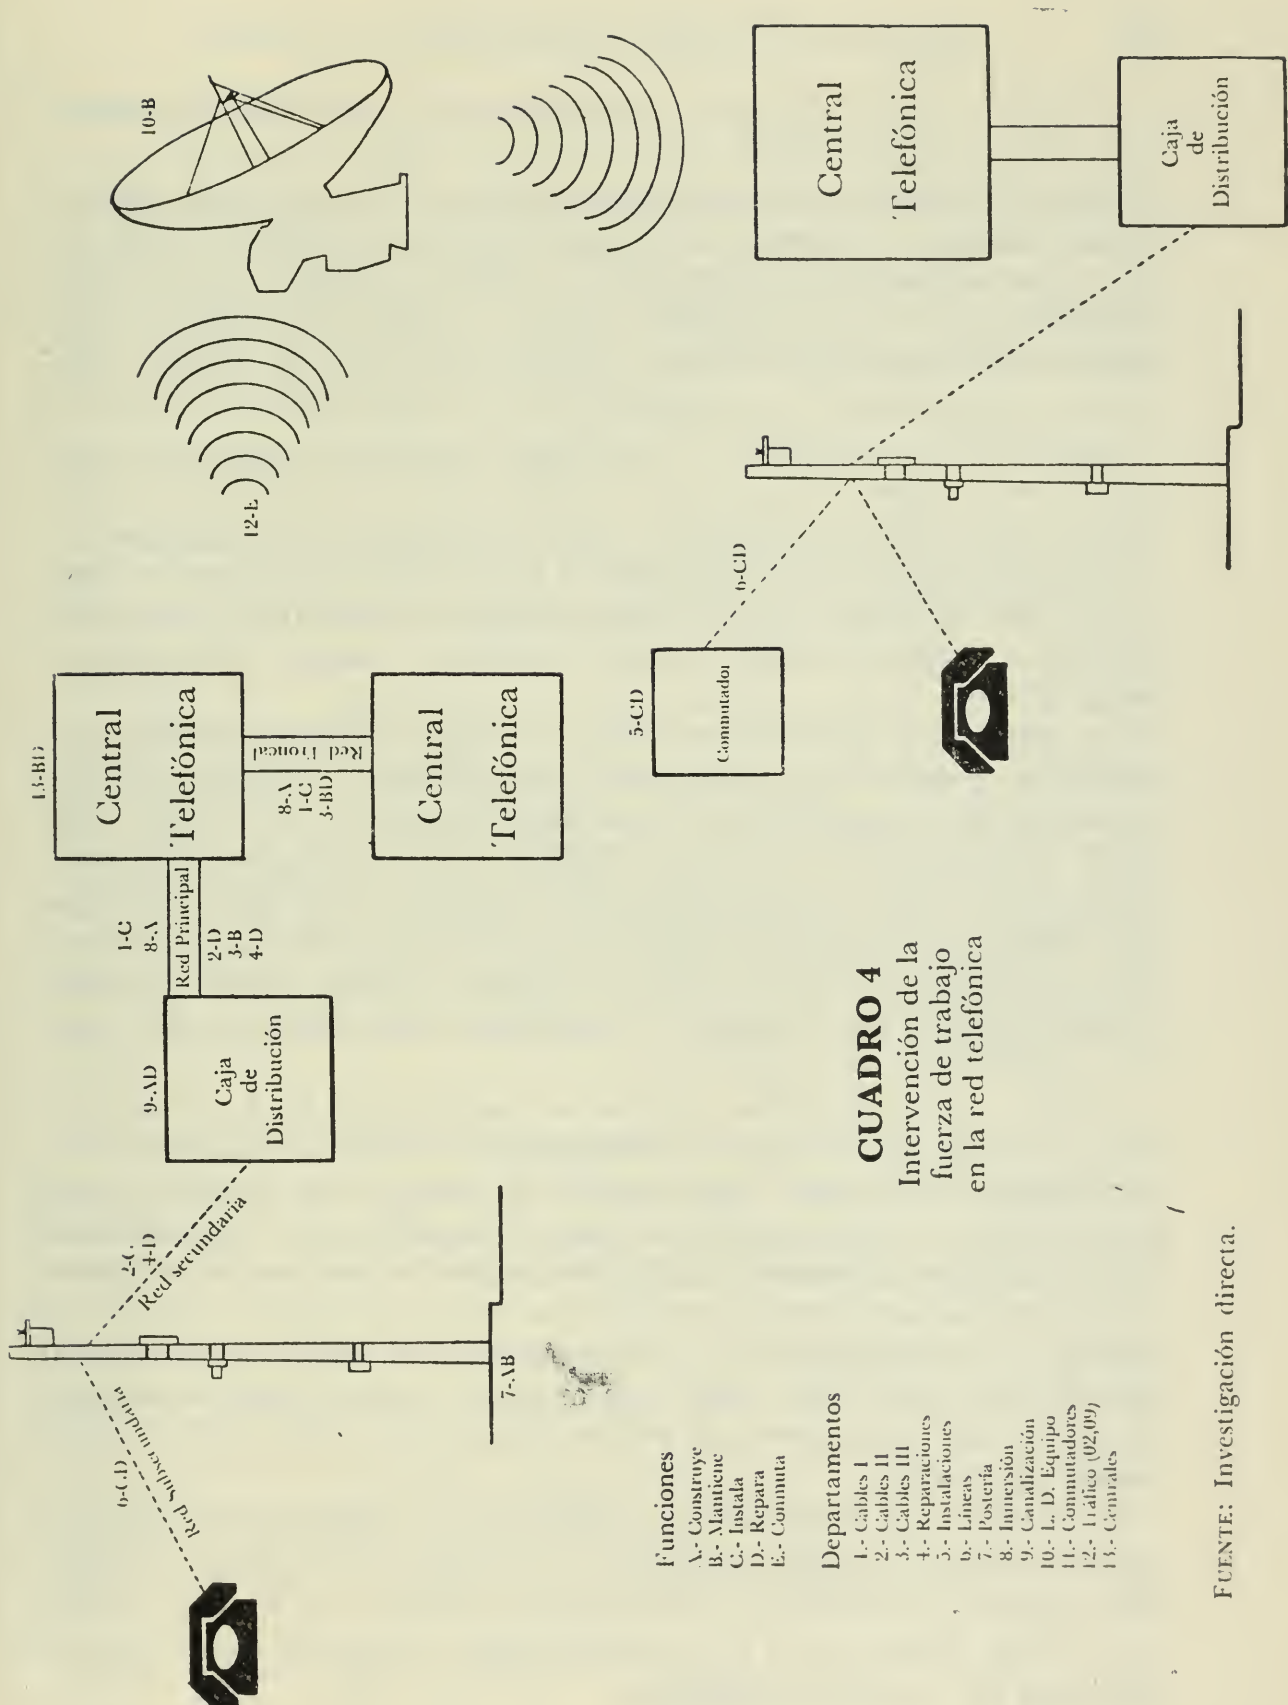 CUADRO 4
Intervención de la
fuerza de trabajo
en la red telefónica
6-CD
Red Subsecundaria
2-C
4-D
Red secundaria
7-AB
9-AD
Caja
de
Distribución
1-C
8-A
Red Principal
2-D
3-B
4-D
13-BD
Central
Telefónica
8-A
1-C
3-BD
Red Troncal
Central
Telefónica
12-E
10-B
5-CD
Conmutador
6-CD
Central
Telefónica
Caja
de
Distribución
Funciones
A.- Construye
B.- Mantiene
C.- Instala
D.- Repara
E.- Conmuta
Departamentos
1.- Cables I
2.- Cables II
3.- Cables III
4.- Reparaciones
5.- Instalaciones
6.- Líneas
7.- Postería
8.- Inmersión
9.- Canalización
10.- L. D. Equipo
11.- Conmutadores
12.- Tráfico (02,09)
13.- Centrales
FUENTE: Investigación directa.